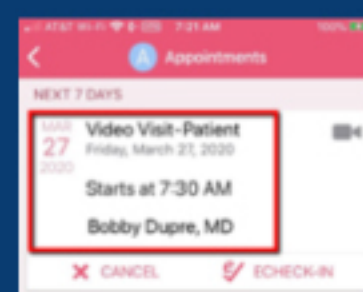 AT&T Wi-Fi 7:21 AM 100%
A Appointments
NEXT 7 DAYS
MAR Video Visit-Patient
27 Friday, March 27, 2020
2020
Starts at 7:30 AM
Bobby Dupre, MD
CANCEL ECHECK-IN